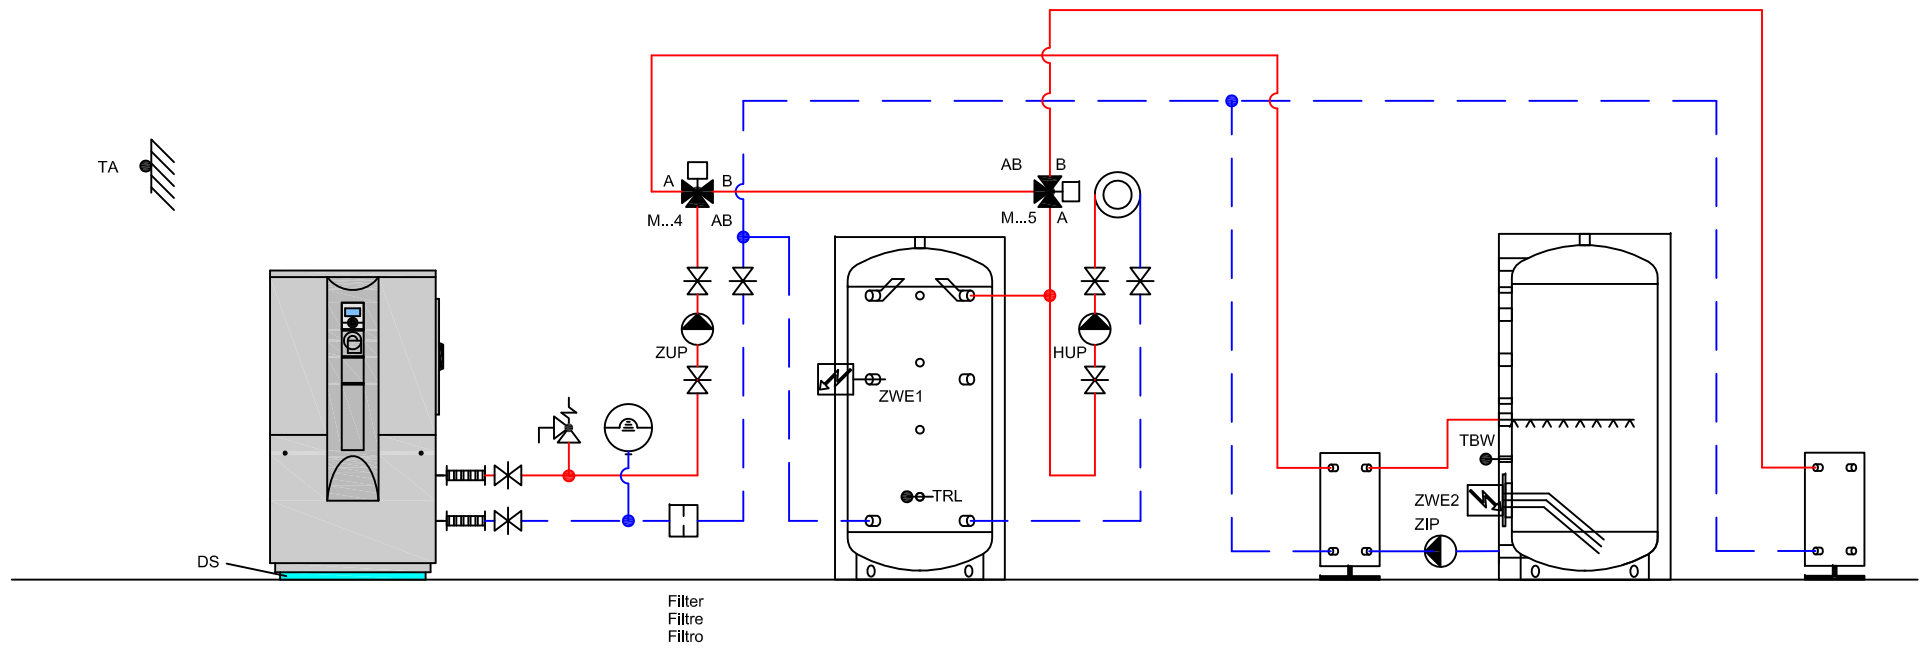 TA
A
B
M...4
AB
AB
B
M...5
A
ZUP
HUP
ZWE1
TRL
TBW
ZWE2
ZIP
DS
Filter
Filtre
Filtro